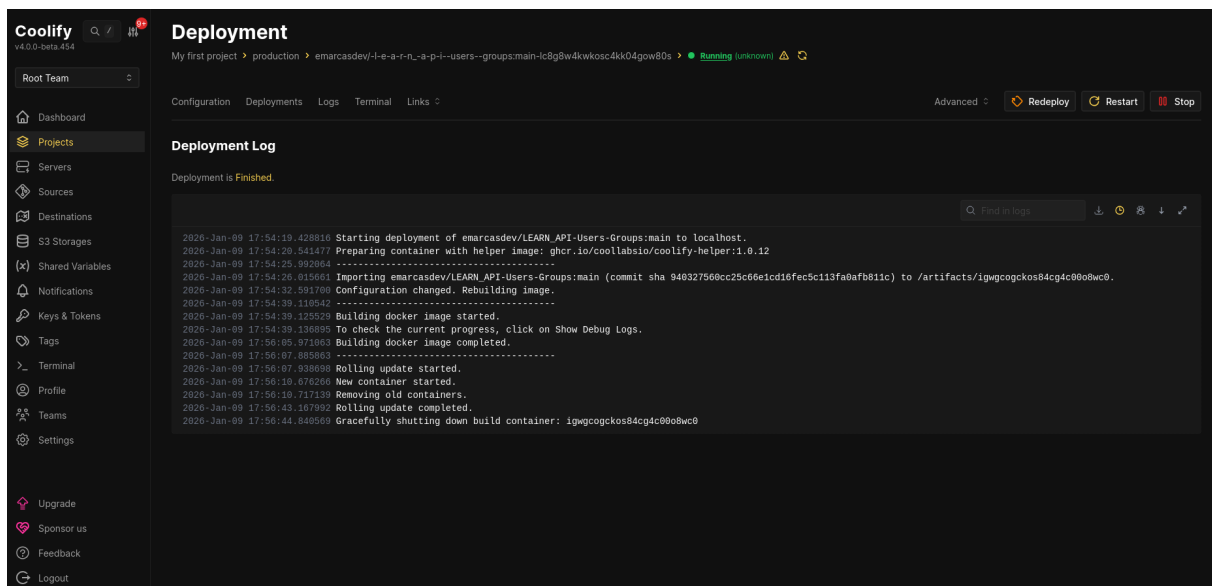 Coolify
v4.0.0-beta.454
/
9+
Root Team
Dashboard
Projects
Servers
Sources
Destinations
S3 Storages
Shared Variables
Notifications
Keys & Tokens
Tags
Terminal
Profile
Teams
Settings
Upgrade
Sponsor us
Feedback
Logout
Deployment
My first project > production > emarcasdev/-l-e-a-r-n_-a-p-i--users--groups:main-lc8g8w4kwkosc4kk04gow80s > Running (unknown)
Configuration Deployments Logs Terminal Links
Advanced Redeploy Restart Stop
Deployment Log
Deployment is Finished.
Find in logs
2026-Jan-09 17:54:19.428816 Starting deployment of emarcasdev/LEARN_API-Users-Groups:main to localhost.
2026-Jan-09 17:54:20.541477 Preparing container with helper image: ghcr.io/coollabsio/coolify-helper:1.0.12
2026-Jan-09 17:54:25.992064 ----------------------------------------
2026-Jan-09 17:54:26.015661 Importing emarcasdev/LEARN_API-Users-Groups:main (commit sha 940327560cc25c66e1cd16fec5c113fa0afb811c) to /artifacts/igwgcogckos84cg4c00o8wc0.
2026-Jan-09 17:54:32.591700 Configuration changed. Rebuilding image.
2026-Jan-09 17:54:39.110542 ----------------------------------------
2026-Jan-09 17:54:39.125529 Building docker image started.
2026-Jan-09 17:54:39.136895 To check the current progress, click on Show Debug Logs.
2026-Jan-09 17:56:05.971063 Building docker image completed.
2026-Jan-09 17:56:07.885863 ----------------------------------------
2026-Jan-09 17:56:07.938698 Rolling update started.
2026-Jan-09 17:56:10.676266 New container started.
2026-Jan-09 17:56:10.717139 Removing old containers.
2026-Jan-09 17:56:43.167992 Rolling update completed.
2026-Jan-09 17:56:44.840569 Gracefully shutting down build container: igwgcogckos84cg4c00o8wc0